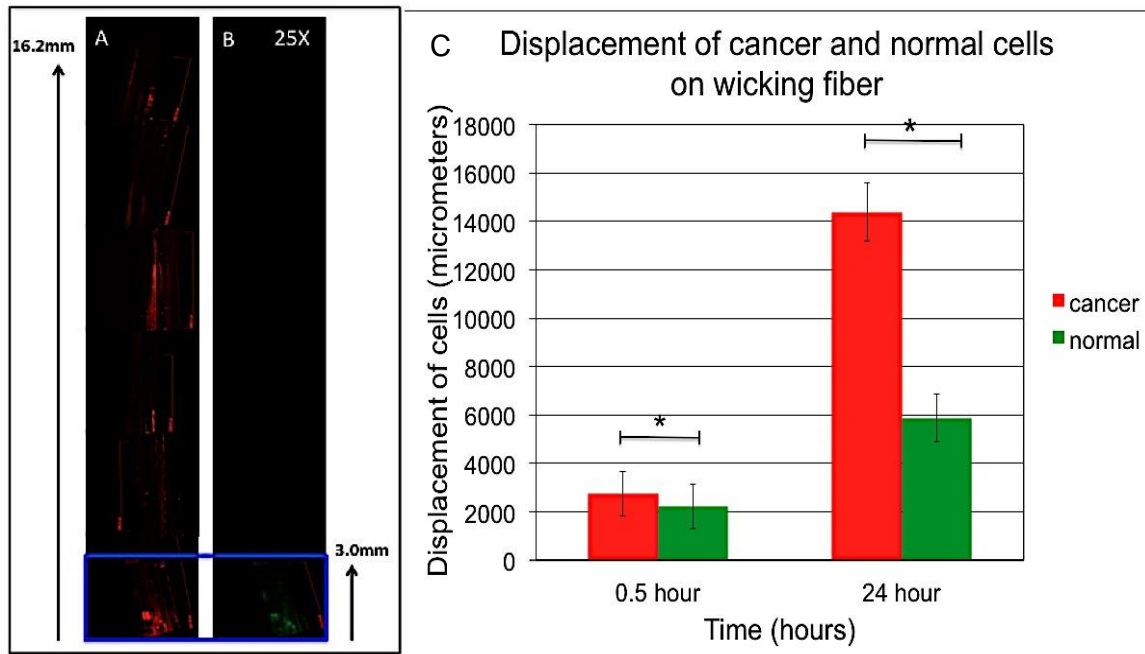 16.2mm
A
B
25X
3.0mm
C
Displacement of cancer and normal cells
on wicking fiber
Displacement of cells (micrometers)
18000
16000
14000
12000
10000
8000
6000
4000
2000
0
*
*
0.5 hour
24 hour
Time (hours)
cancer
normal